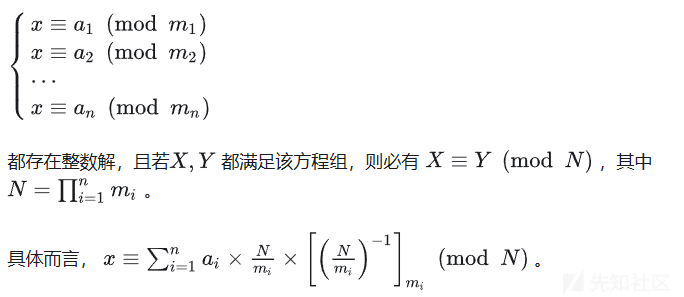 x ≡ a₁ (mod m₁)
x ≡ a₂ (mod m₂)
⋯
x ≡ aₙ (mod mₙ)
都存在整数解，且若X, Y 都满足该方程组，则必有 X ≡ Y (mod N) ，其中
N = ∏ⁿᵢ₌₁ mᵢ 。
具体而言， x ≡ ∑ⁿᵢ₌₁ aᵢ × N/mᵢ × [(N/mᵢ)⁻¹]ₘᵢ (mod N) 。
先知社区